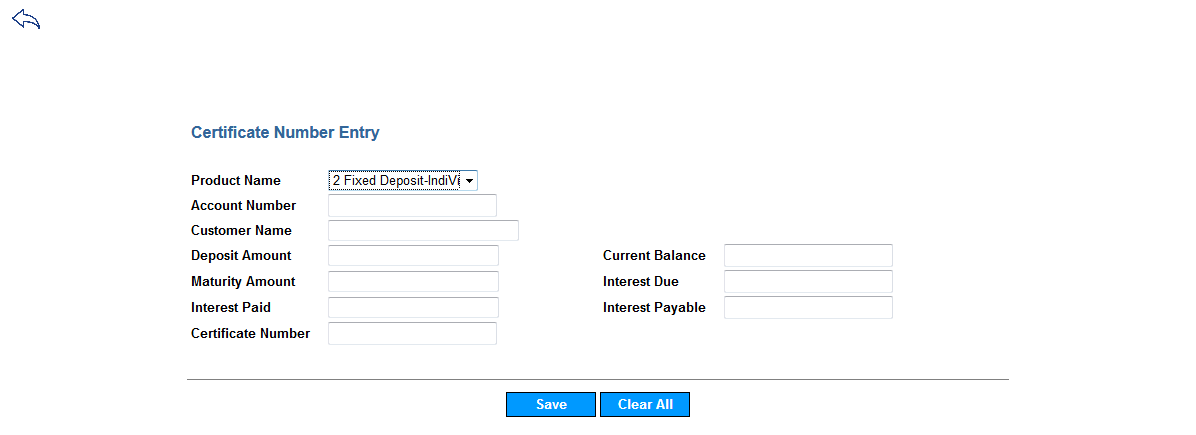 Certificate Number Entry
Product Name 2 Fixed Deposit-IndiVi
Account Number
Customer Name
Deposit Amount Current Balance
Maturity Amount Interest Due
Interest Paid Interest Payable
Certificate Number
Save Clear All